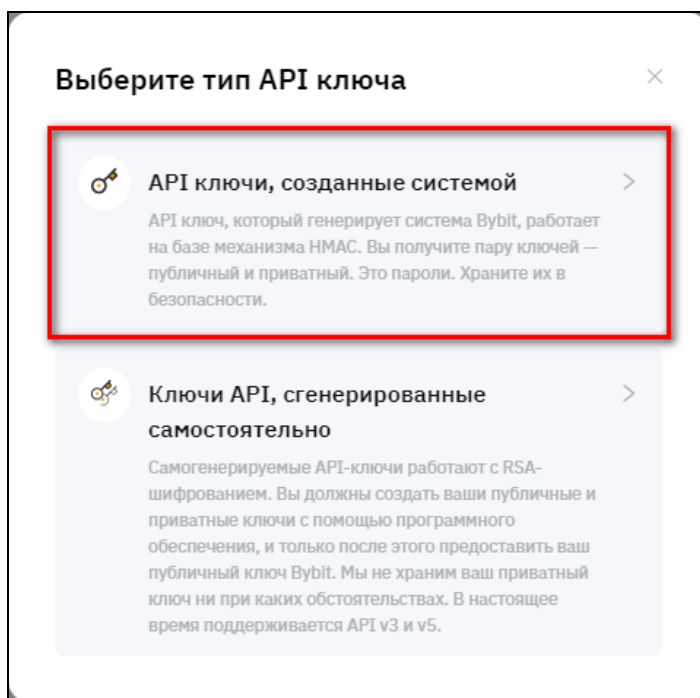 Выберите тип API ключа
API ключи, созданные системой
API ключ, который генерирует система Bybit, работает
на базе механизма HMAC. Вы получите пару ключей —
публичный и приватный. Это пароли. Храните их в
безопасности.
Ключи API, сгенерированные
самостоятельно
Самогенерируемые API-ключи работают с RSA-
шифрованием. Вы должны создать ваши публичные и
приватные ключи с помощью программного
обеспечения, и только после этого предоставить ваш
публичный ключ Bybit. Мы не храним ваш приватный
ключ ни при каких обстоятельствах. В настоящее
время поддерживается API v3 и v5.